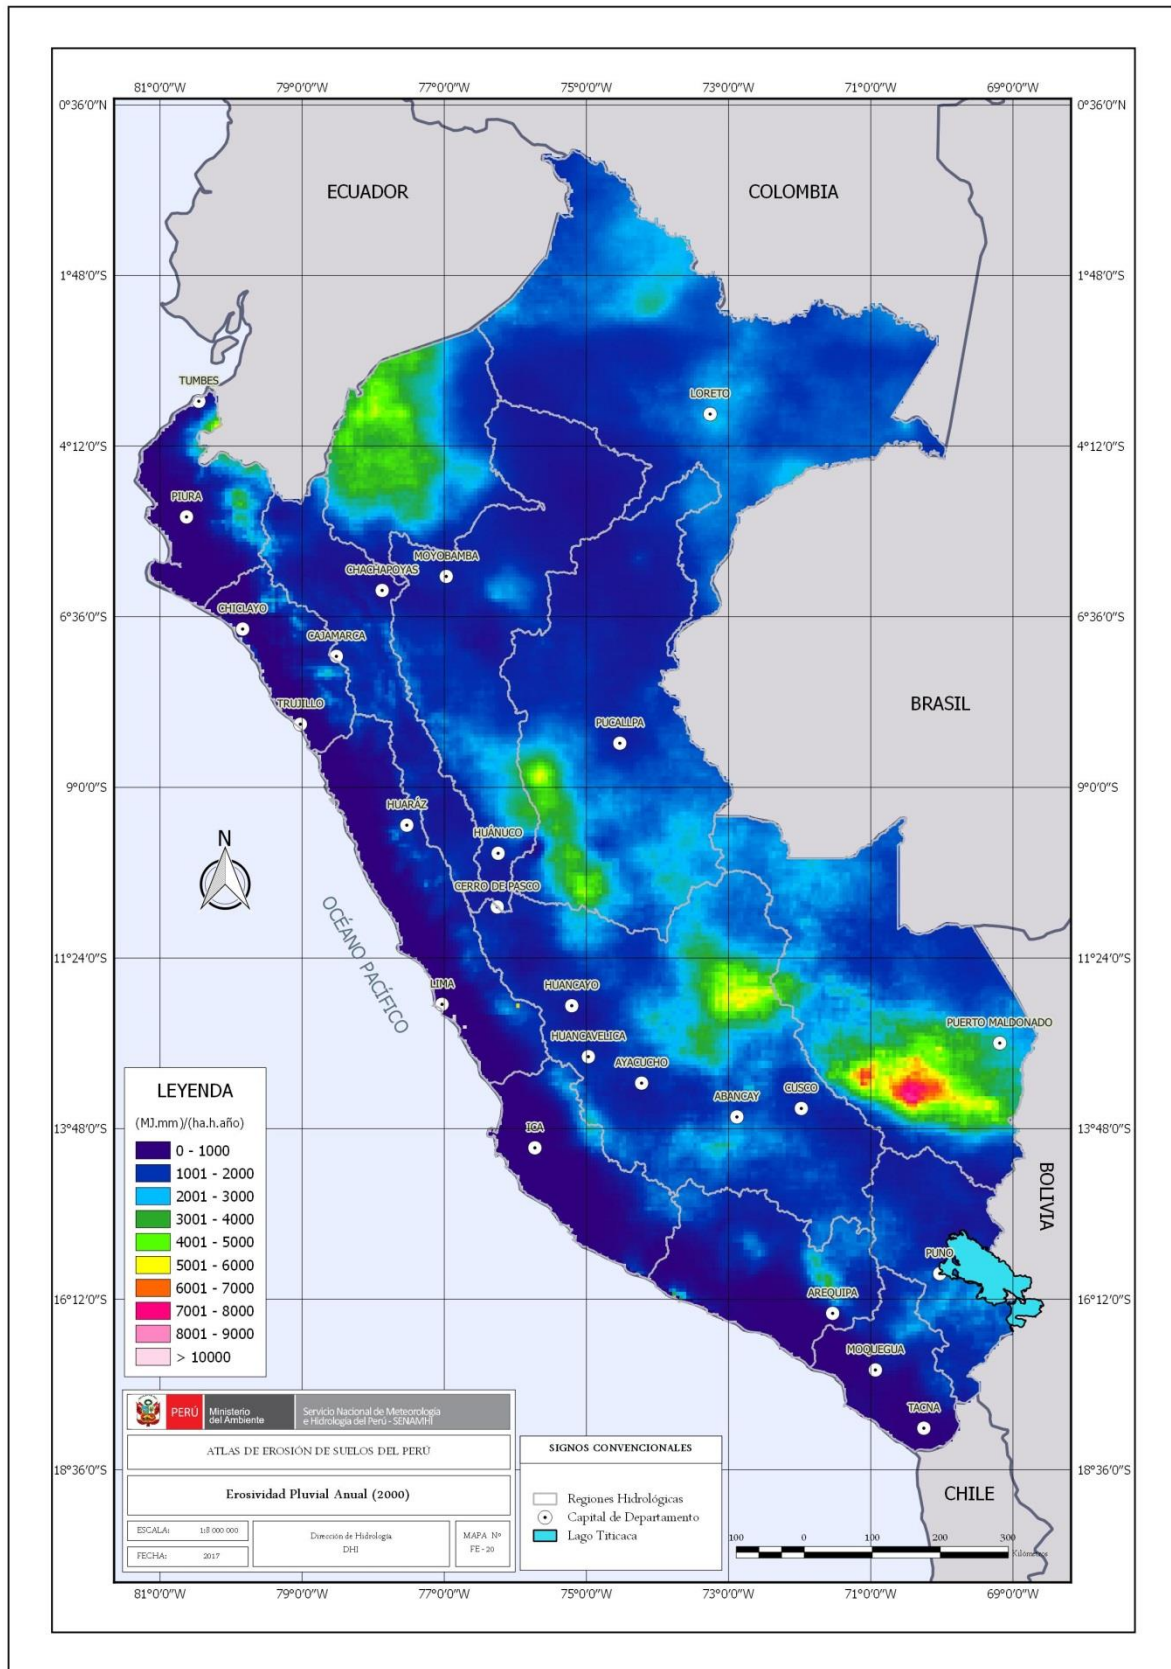 81°0'0"W 79°0'0"W 77°0'0"W 75°0'0"W 73°0'0"W 71°0'0"W 69°0'0"W
0°36'0"N 0°36'0"N
ECUADOR COLOMBIA
1°48'0"S 1°48'0"S
TUMBES
LORETO
4°12'0"S 4°12'0"S
PIURA
MOYOBAMBA
CHACHAPOYAS
6°36'0"S 6°36'0"S
CHICLAYO
CAJAMARCA
TRUJILLO
BRASIL
PUCALLPA
9°0'0"S 9°0'0"S
HUARÁZ
N
HUÁNUCO
CERRO DE PASCO
OCÉANO PACÍFICO
11°24'0"S 11°24'0"S
LIMA
HUANCAYO
PUERTO MALDONADO
HUANCAVELICA
AYACUCHO
ABANCAY
CUSCO
13°48'0"S 13°48'0"S
ICA
BOLIVIA
PUNO
16°12'0"S 16°12'0"S
AREQUIPA
MOQUEGUA
TACNA
18°36'0"S 18°36'0"S
CHILE
LEYENDA
(MJ.mm)/(ha.h.año)
0 - 1000
1001 - 2000
2001 - 3000
3001 - 4000
4001 - 5000
5001 - 6000
6001 - 7000
7001 - 8000
8001 - 9000
> 10000
PERÚ
Ministerio
del Ambiente
Servicio Nacional de Meteorología
e Hidrología del Perú - SENAMHI
ATLAS DE EROSIÓN DE SUELOS DEL PERÚ
Erosividad Pluvial Anual (2000)
ESCALA: 1:8 000 000
FECHA: 2017
Dirección de Hidrología
DHI
MAPA Nº
FE - 20
SIGNOS CONVENCIONALES
Regiones Hidrológicas
Capital de Departamento
Lago Titicaca
100 0 100 200 300
Kilómetros
81°0'0"W 79°0'0"W 77°0'0"W 75°0'0"W 73°0'0"W 71°0'0"W 69°0'0"W